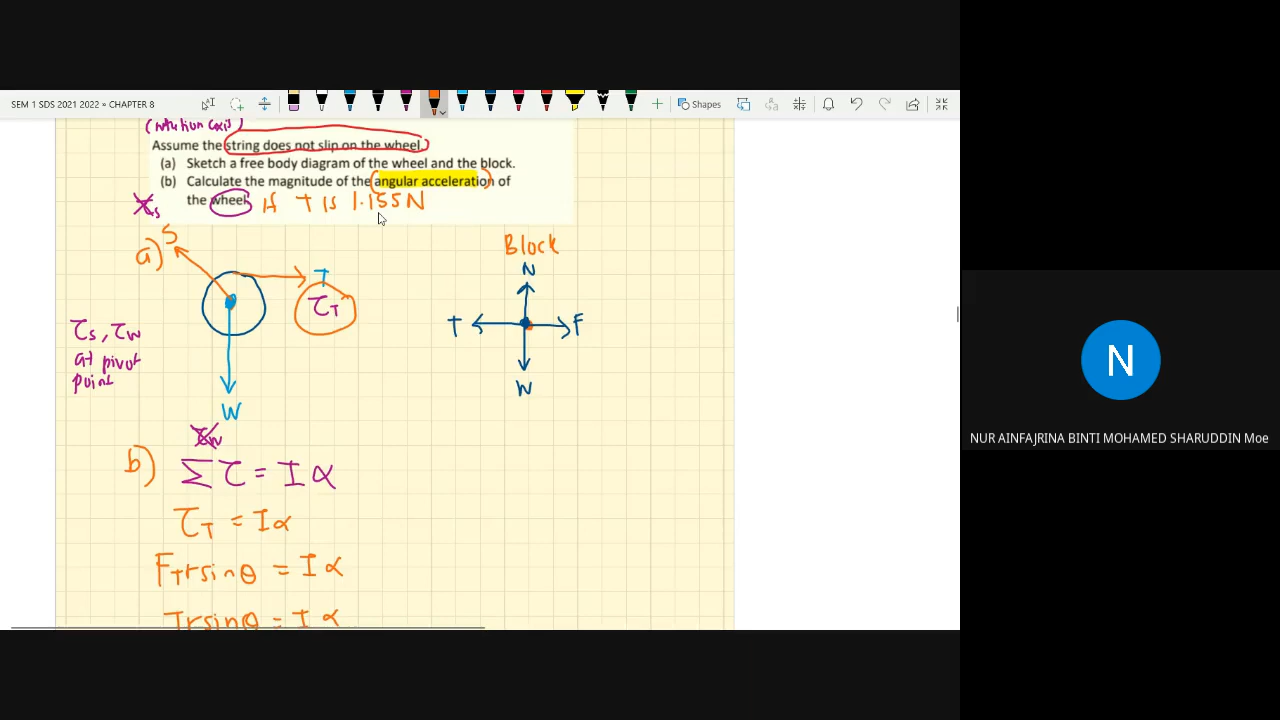 SEM 1 SDS 2021 2022 » CHAPTER 8
Shapes
(rotation axis)
Assume the string does not slip on the wheel.
(a) Sketch a free body diagram of the wheel and the block.
(b) Calculate the magnitude of the angular acceleration of
the wheel. if T is 1.155N
τs
a)
S
T
τT
Block
N
T
F
W
τs, τw
at pivot
point
W
τw
b)
Στ = Iα
τT = Iα
FTrsinθ = Iα
Trsinθ = Iα
N
NUR AINFAJRINA BINTI MOHAMED SHARUDDIN Moe